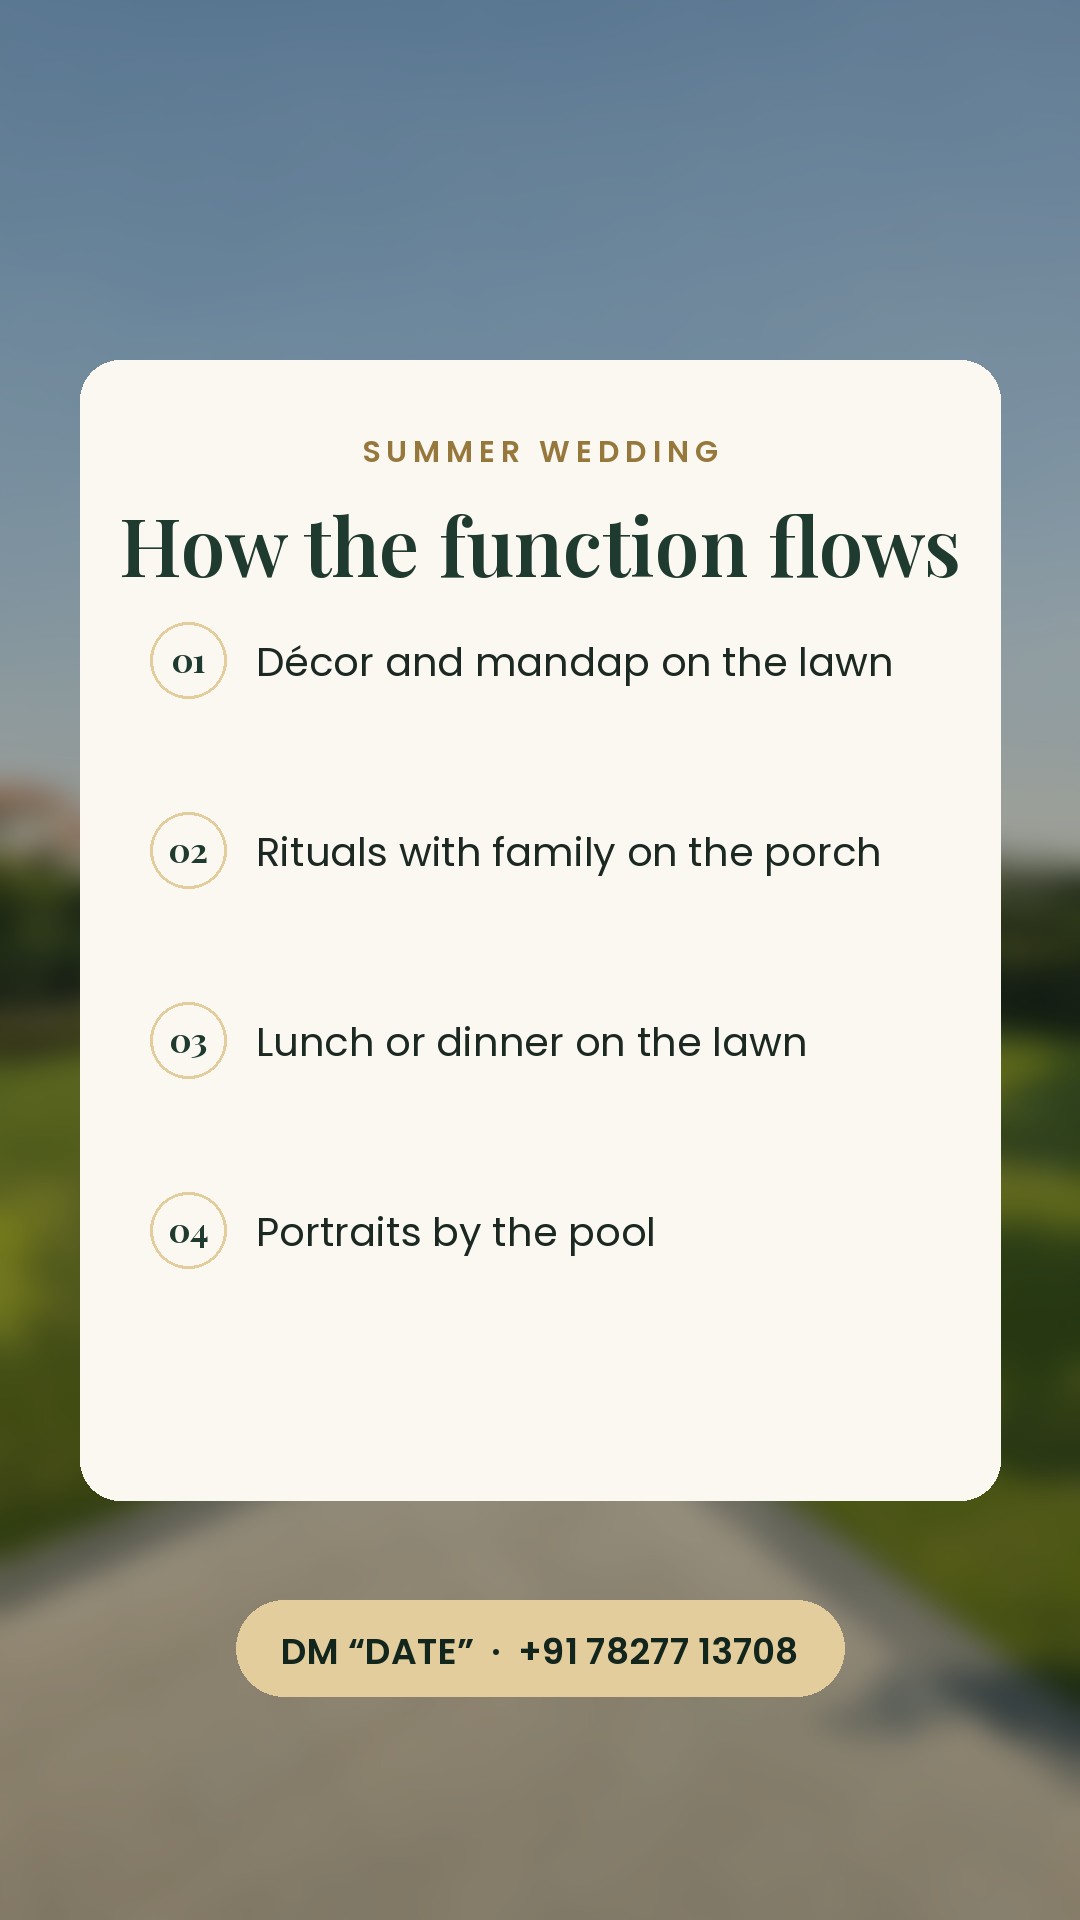 SUMMER WEDDING
How the function flows
01 Décor and mandap on the lawn
02 Rituals with family on the porch
03 Lunch or dinner on the lawn
04 Portraits by the pool
DM “DATE” · +91 78277 13708